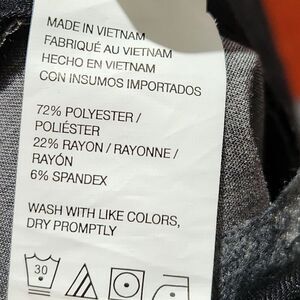 MADE IN VIETNAM
FABRIQUÉ AU VIETNAM
HECHO EN VIETNAM
CON INSUMOS IMPORTADOS
72% POLYESTER /
POLIÉSTER
22% RAYON / RAYONNE /
RAYÓN
6% SPANDEX
WASH WITH LIKE COLORS,
DRY PROMPTLY
30